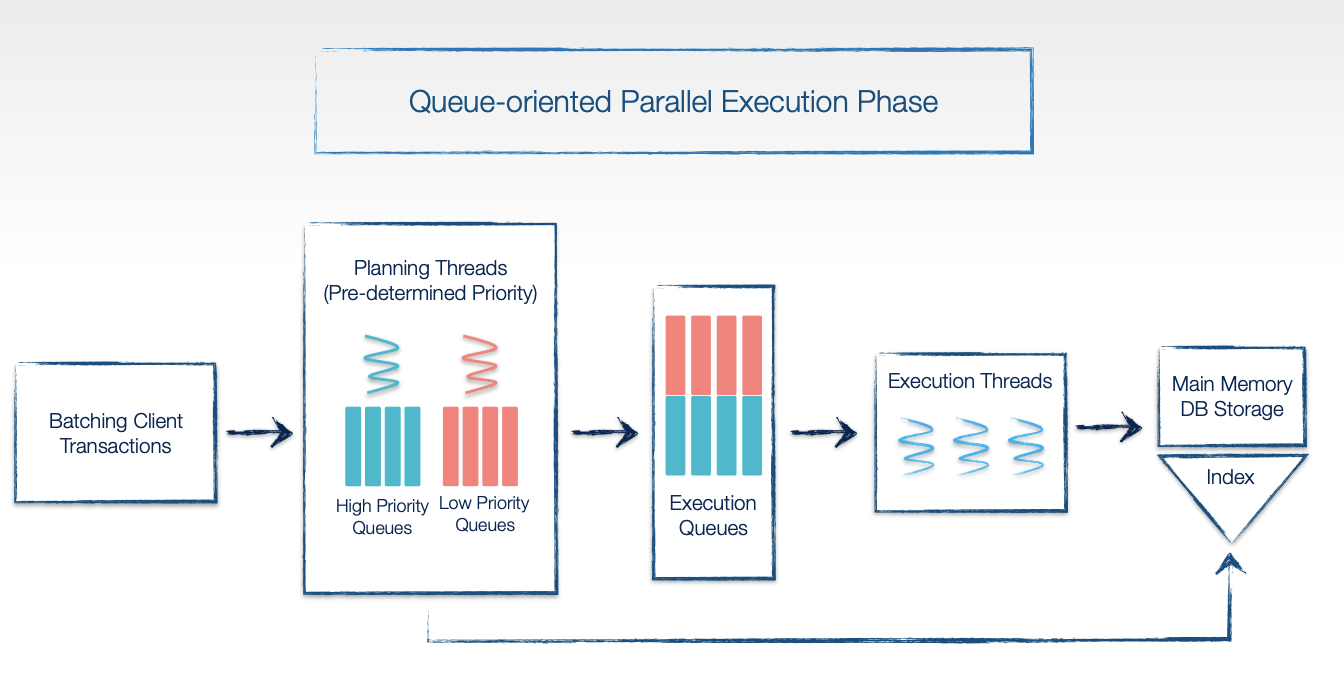 Queue-oriented Parallel Execution Phase
Planning Threads
(Pre-determined Priority)
High Priority
Queues
Low Priority
Queues
Batching Client
Transactions
Execution
Queues
Execution Threads
Main Memory
DB Storage
Index